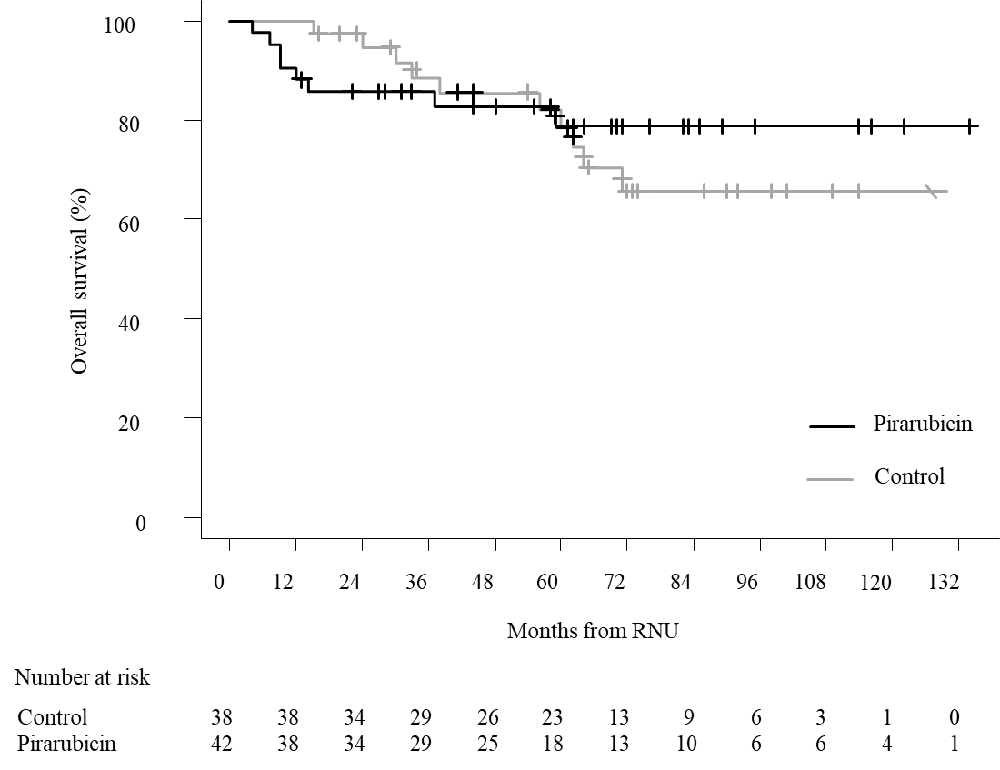 100
80
60
40
20
0
Overall survival (%)
Pirarubicin
Control
0 12 24 36 48 60 72 84 96 108 120 132
Months from RNU
Number at risk
Control 38 38 34 29 26 23 13 9 6 3 1 0
Pirarubicin 42 38 34 29 25 18 13 10 6 6 4 1